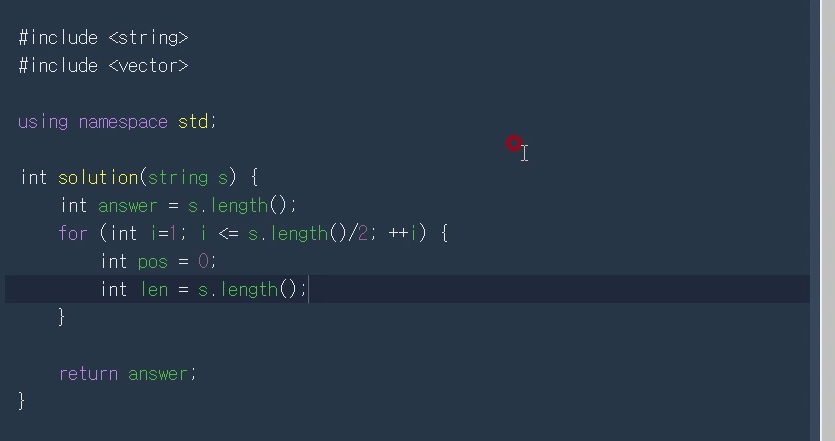 #include <string>
#include <vector>
using namespace std;
int solution(string s) {
int answer = s.length();
for (int i=1; i <= s.length()/2; ++i) {
int pos = 0;
int len = s.length();
}
return answer;
}